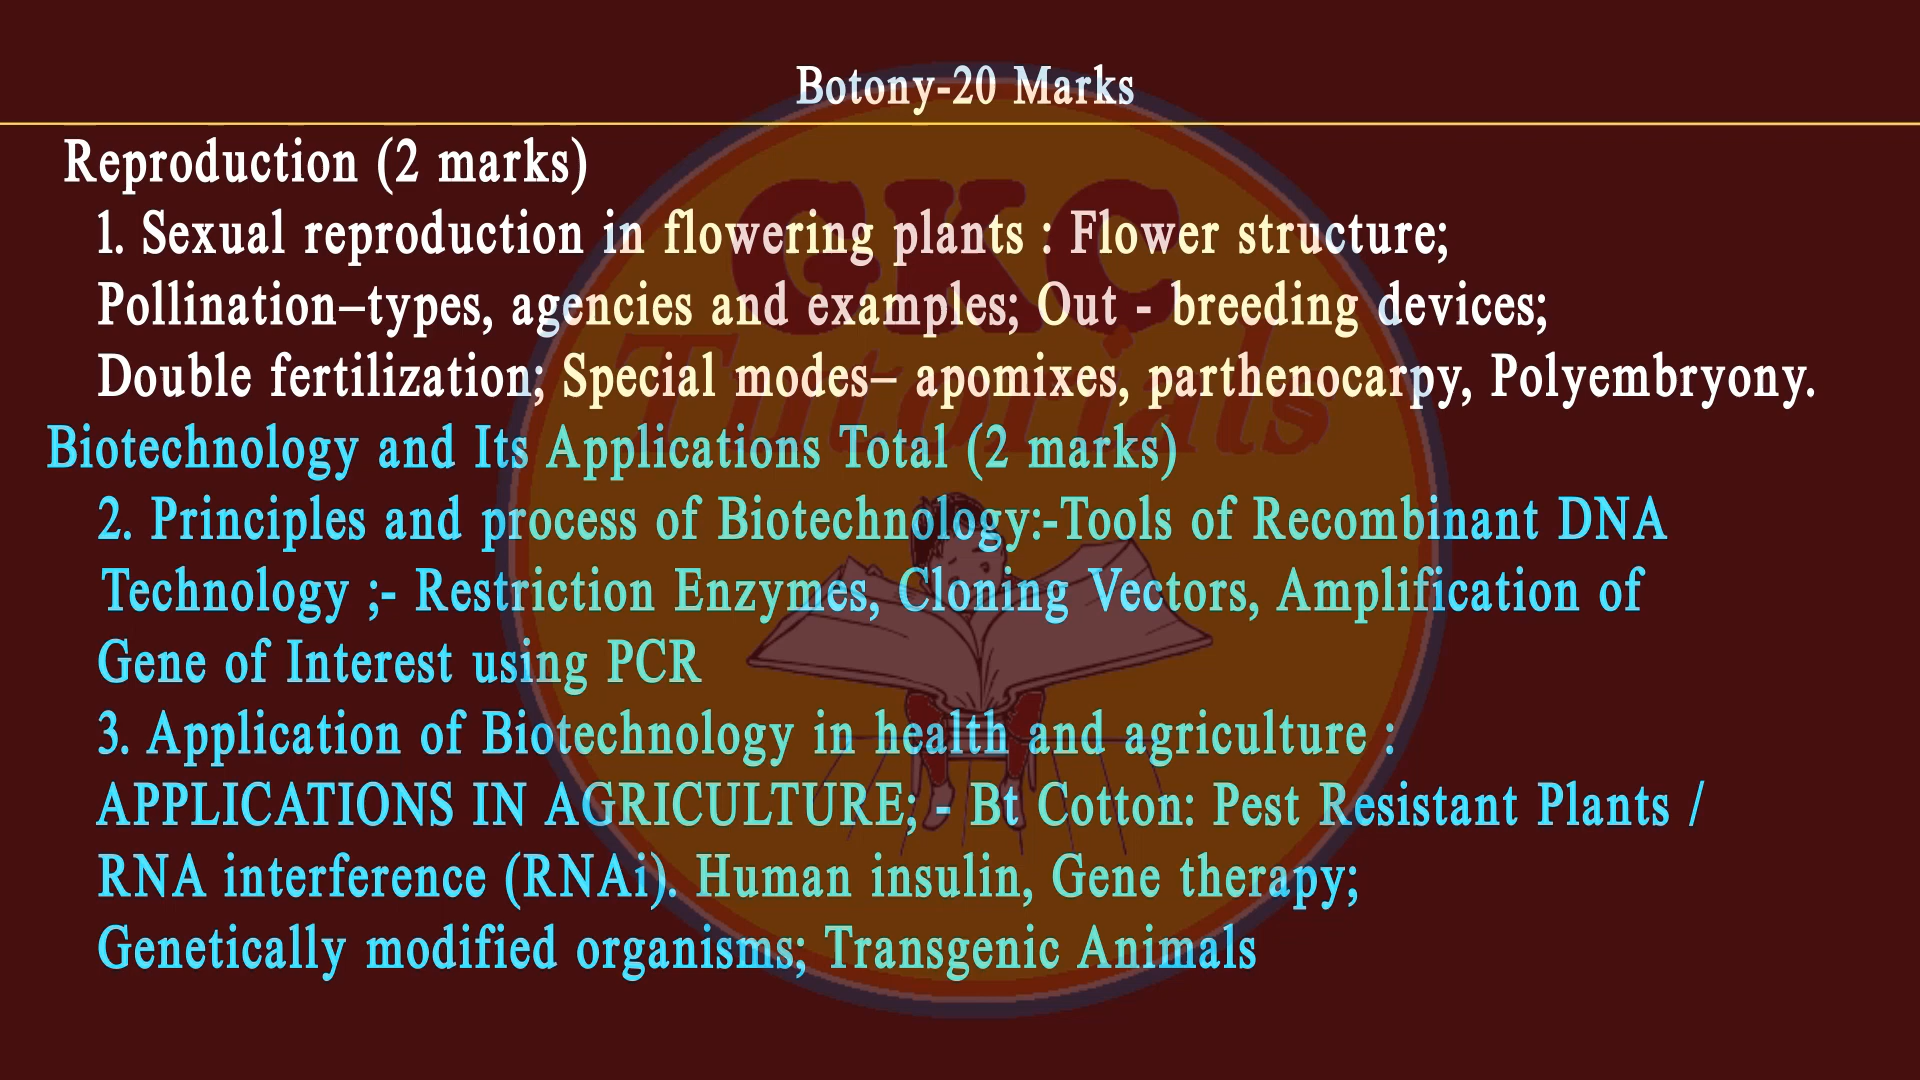 Botony-20 Marks
Reproduction (2 marks)
1. Sexual reproduction in flowering plants : Flower structure;
Pollination–types, agencies and examples; Out - breeding devices;
Double fertilization; Special modes– apomixes, parthenocarpy, Polyembryony.
Biotechnology and Its Applications Total (2 marks)
2. Principles and process of Biotechnology:-Tools of Recombinant DNA
Technology ;- Restriction Enzymes, Cloning Vectors, Amplification of
Gene of Interest using PCR
3. Application of Biotechnology in health and agriculture :
APPLICATIONS IN AGRICULTURE; - Bt Cotton: Pest Resistant Plants /
RNA interference (RNAi). Human insulin, Gene therapy;
Genetically modified organisms; Transgenic Animals
GKC
Tutorials